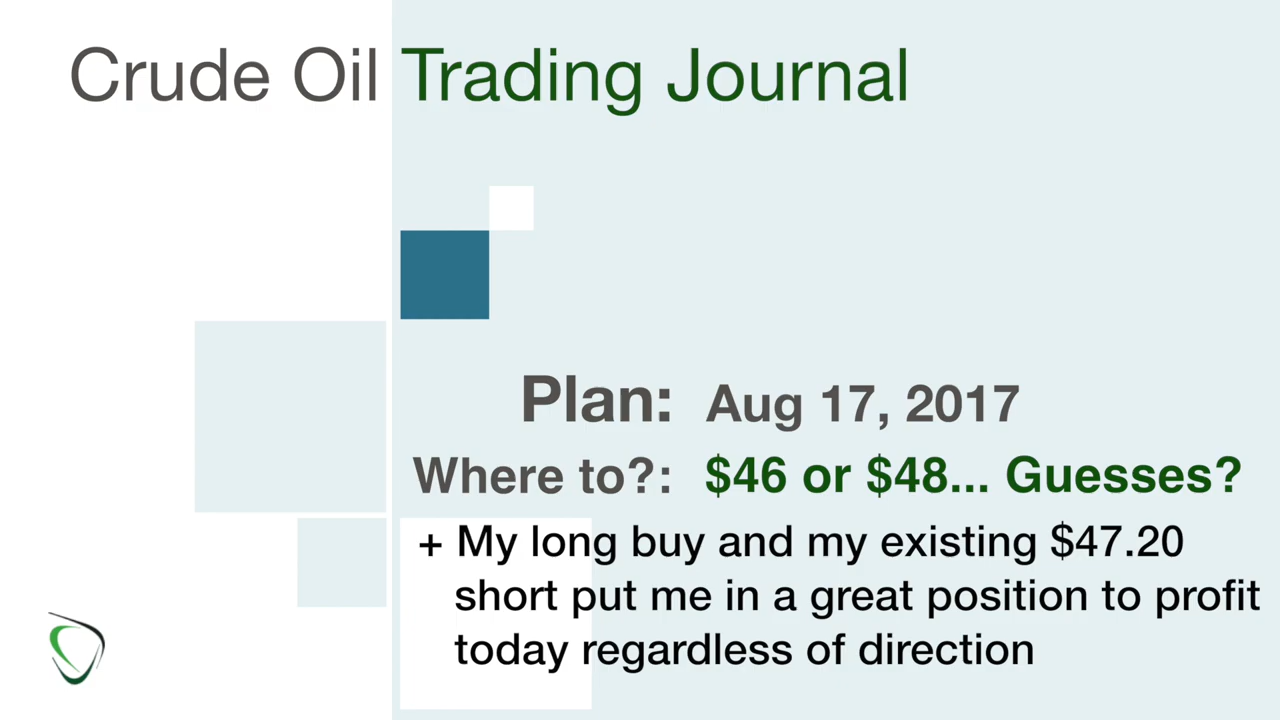 Crude Oil Trading Journal
Plan: Aug 17, 2017
Where to?: $46 or $48... Guesses?
+ My long buy and my existing $47.20
short put me in a great position to profit
today regardless of direction